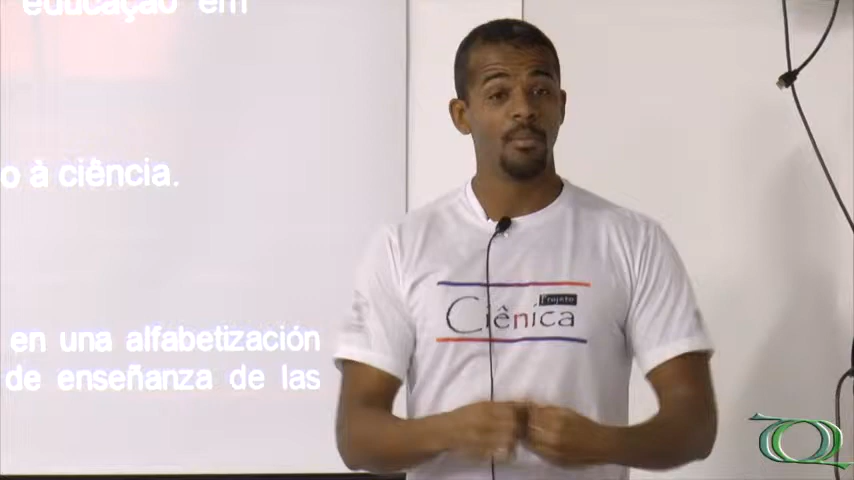 educação em
o à ciência.
en una alfabetización
de enseñanza de las
Projeto
Ciênica